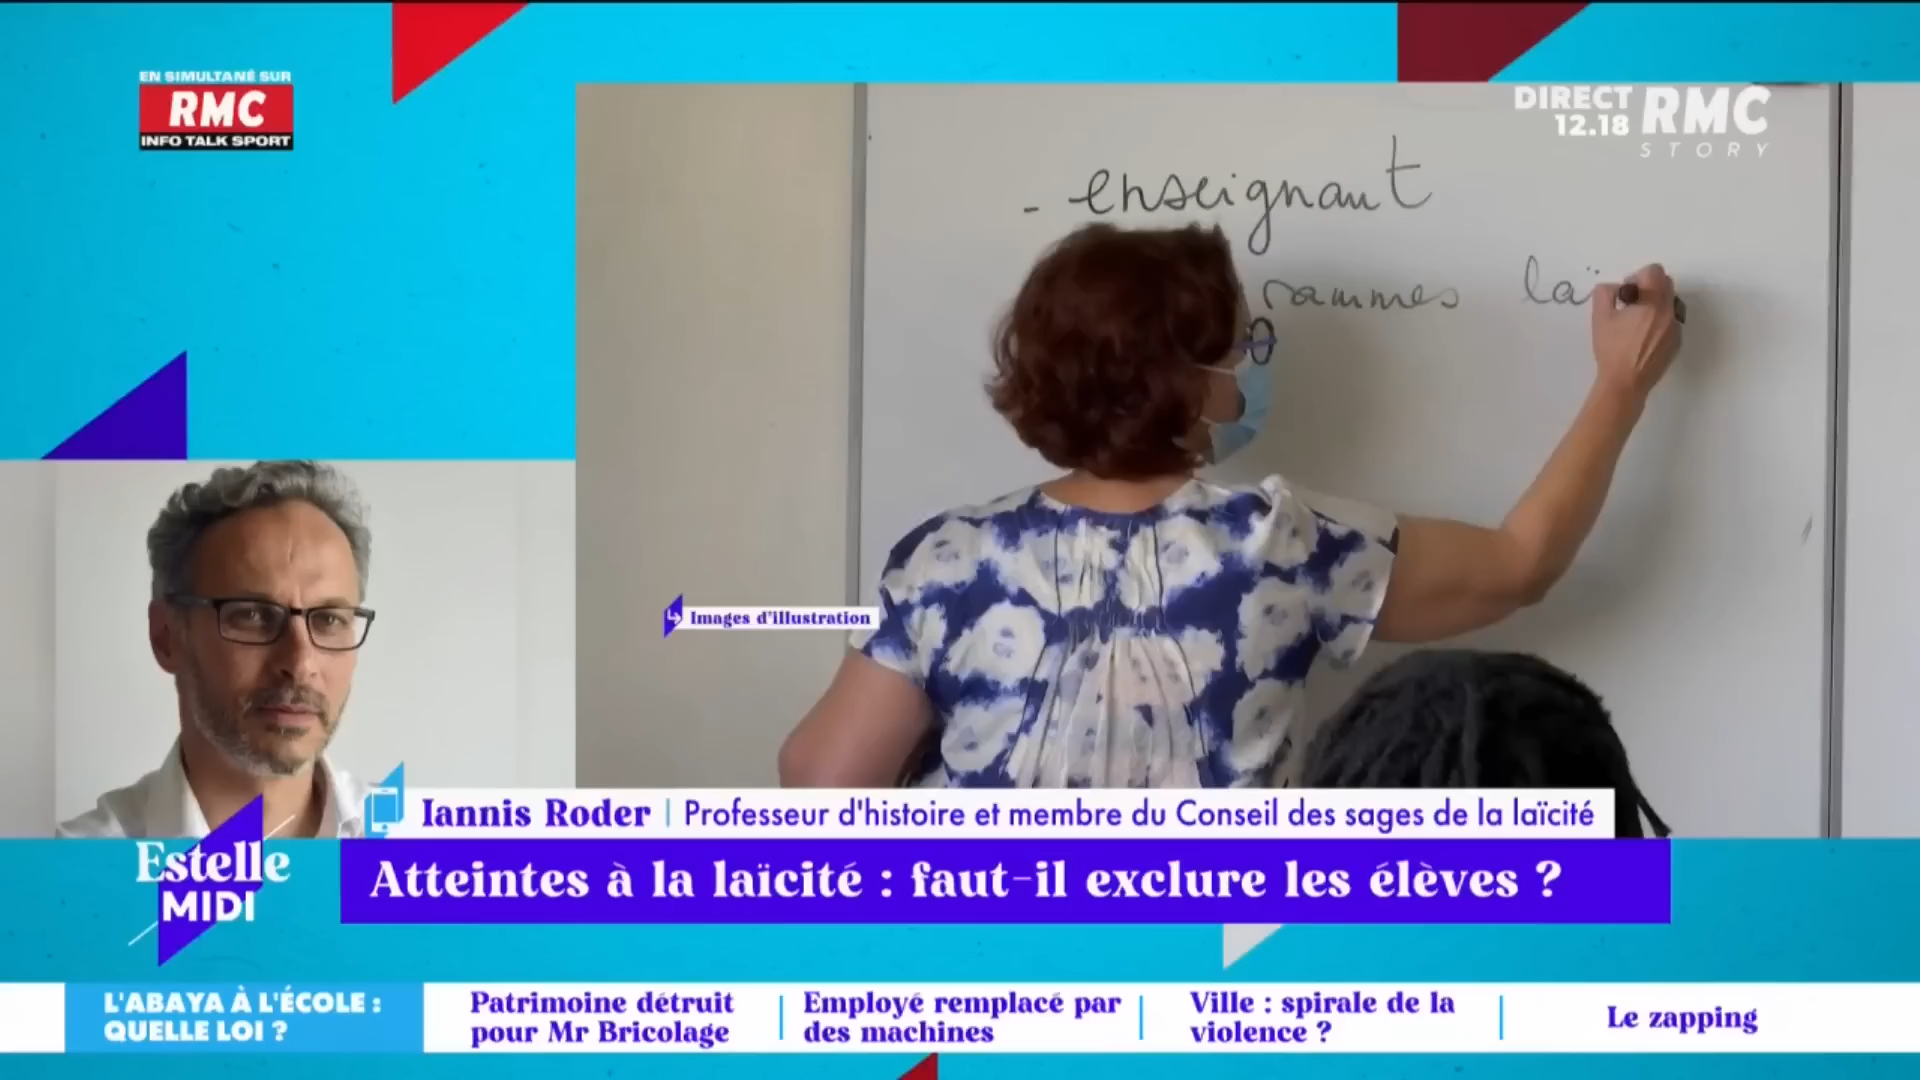 EN SIMULTANÉ SUR
RMC
INFO TALK SPORT
DIRECT
12.18
RMC
STORY
- enseignant
rammes laï
Images d'illustration
Iannis Roder | Professeur d'histoire et membre du Conseil des sages de la laïcité
Estelle
MIDI
Atteintes à la laïcité : faut-il exclure les élèves ?
L'ABAYA À L'ÉCOLE :
QUELLE LOI ?
Patrimoine détruit
pour Mr Bricolage
Employé remplacé par
des machines
Ville : spirale de la
violence ?
Le zapping